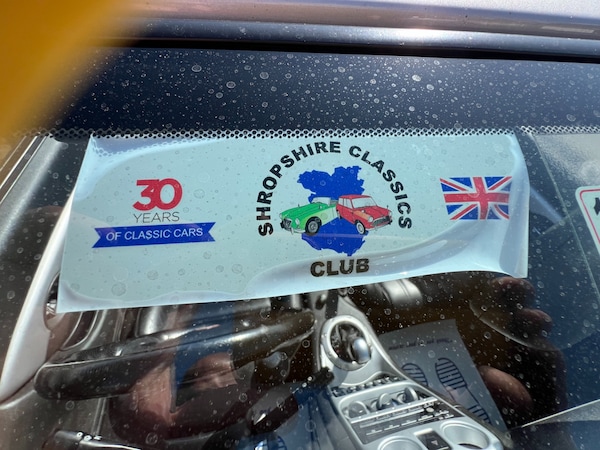 30
YEARS
OF CLASSIC CARS
SHROPSHIRE CLASSICS
CLUB